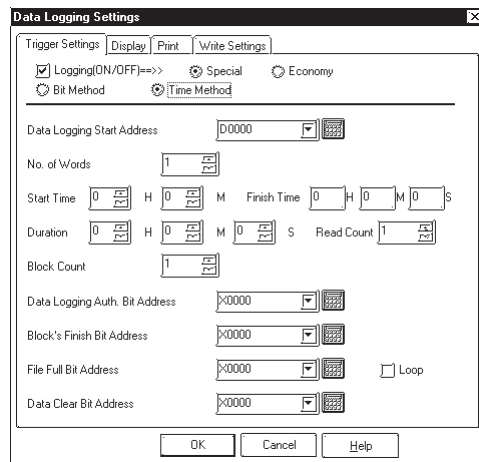 Data Logging Settings
Trigger Settings Display Print Write Settings
Logging(ON/OFF)==>> Special Economy
Bit Method Time Method
Data Logging Start Address D0000
No. of Words 1
Start Time 0 H 0 M Finish Time 0 H 0 M 0 S
Duration 0 H 0 M 0 S Read Count 1
Block Count 1
Data Logging Auth. Bit Address X0000
Block's Finish Bit Address X0000
File Full Bit Address X0000 Loop
Data Clear Bit Address X0000
OK Cancel Help